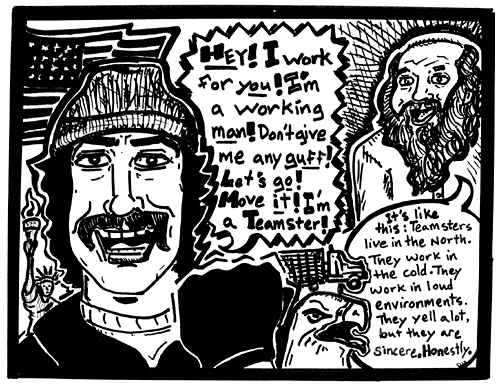 HEY! I work
for you! I'm
a working
man! Don't give
me any guff!
Let's go!
Move it! I'm
a Teamster!
It's like
this: Teamsters
live in the North.
They work in
the cold. They
work in loud
environments.
They yell alot,
but they are
sincere. Honestly.